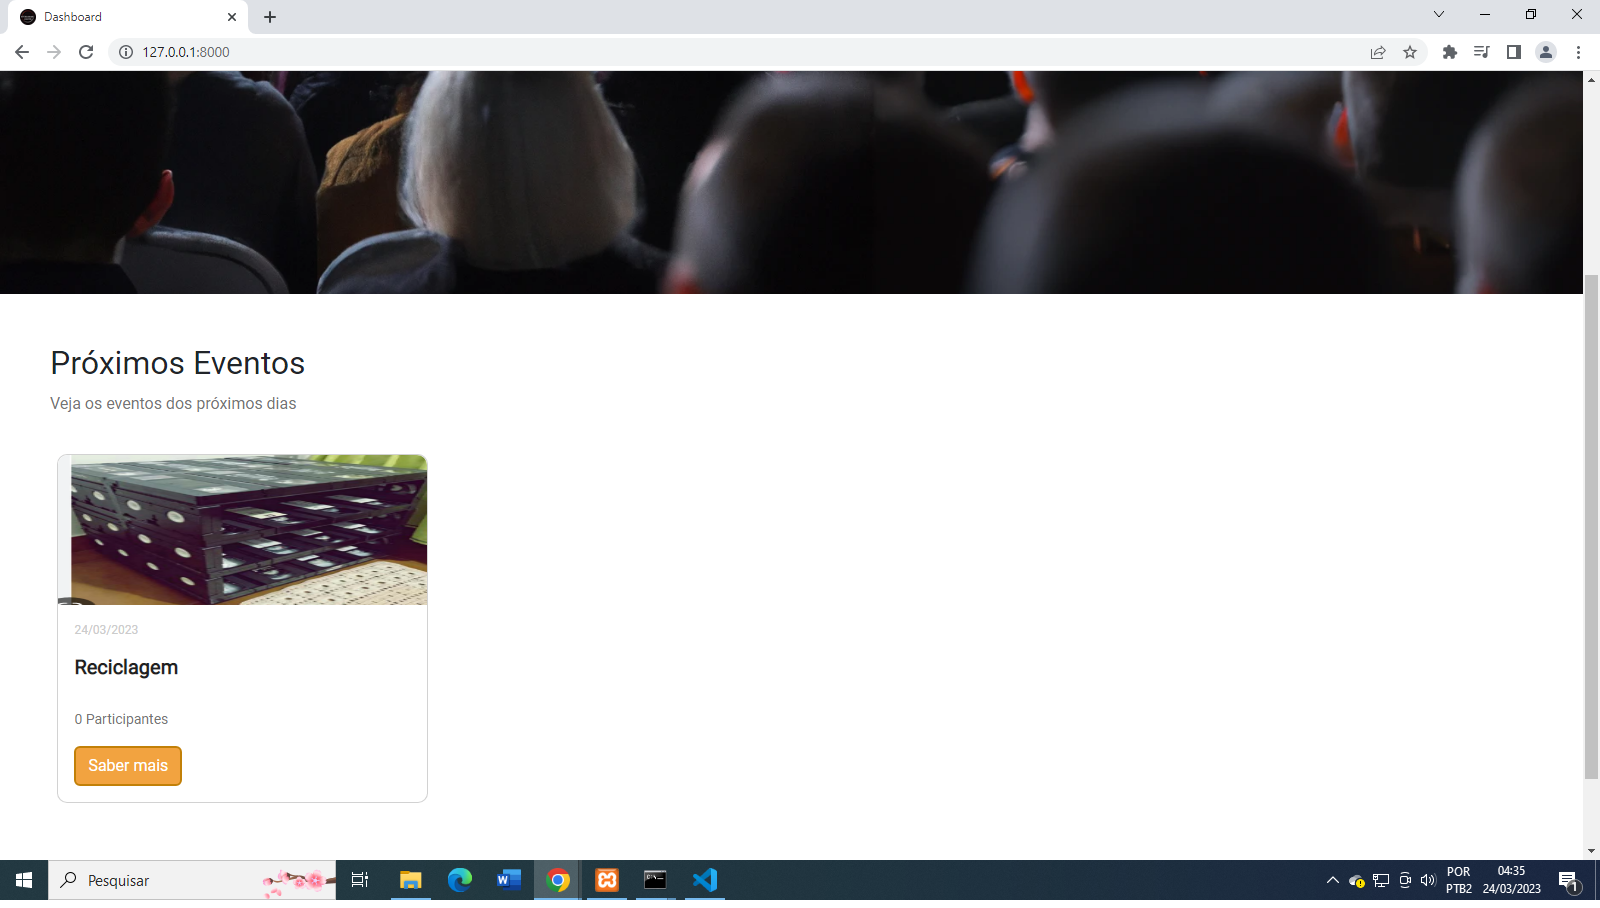 Dashboard
127.0.0.1:8000
Próximos Eventos
Veja os eventos dos próximos dias
24/03/2023
Reciclagem
0 Participantes
Saber mais
Pesquisar
POR
PTB2
04:35
24/03/2023
1